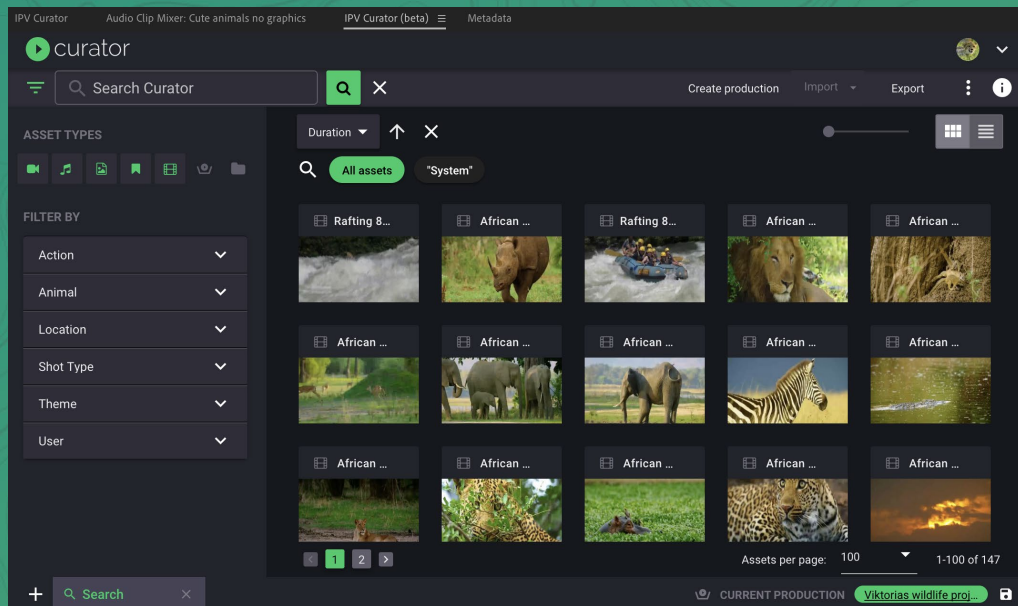 IPV Curator Audio Clip Mixer: Cute animals no graphics IPV Curator (beta) Metadata
curator
Search Curator Create production Import Export
ASSET TYPES
Duration
All assets "System"
FILTER BY
Action
Animal
Location
Shot Type
Theme
User
Rafting 8... African ... Rafting 8... African ... African ...
African ... African ... African ... African ... African ...
African ... African ... African ... African ... African ...
1 2 Assets per page: 100 1-100 of 147
+ Search CURRENT PRODUCTION Viktorias wildlife proj...